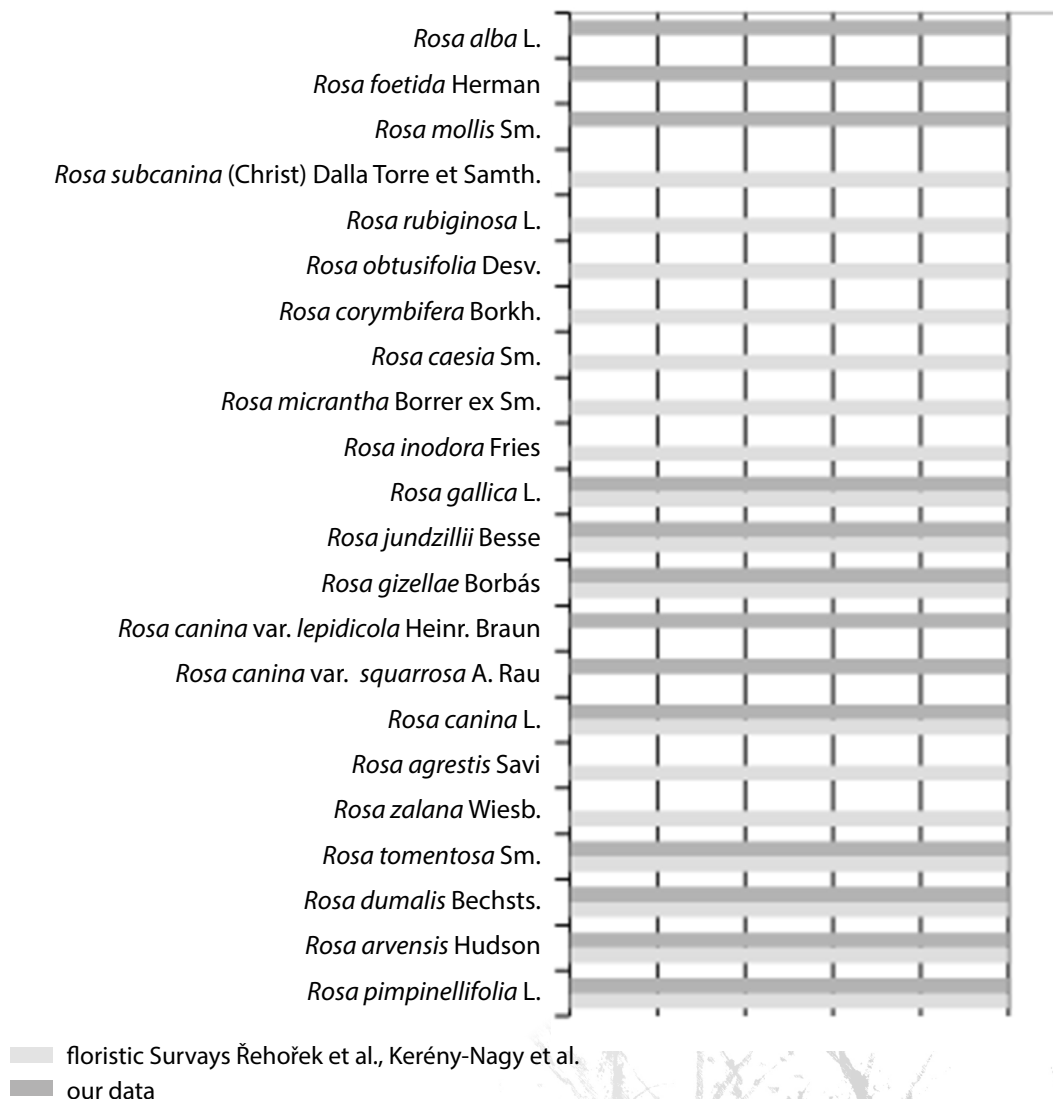 Rosa alba L.
Rosa foetida Herman
Rosa mollis Sm.
Rosa subcanina (Christ) Dalla Torre et Samth.
Rosa rubiginosa L.
Rosa obtusifolia Desv.
Rosa corymbifera Borkh.
Rosa caesia Sm.
Rosa micrantha Borrer ex Sm.
Rosa inodora Fries
Rosa gallica L.
Rosa jundzillii Besse
Rosa gizellae Borbás
Rosa canina var. lepidicola Heinr. Braun
Rosa canina var. squarrosa A. Rau
Rosa canina L.
Rosa agrestis Savi
Rosa zalana Wiesb.
Rosa tomentosa Sm.
Rosa dumalis Bechsts.
Rosa arvensis Hudson
Rosa pimpinellifolia L.
floristic Survays Řehořek et al., Kerény-Nagy et al.
our data